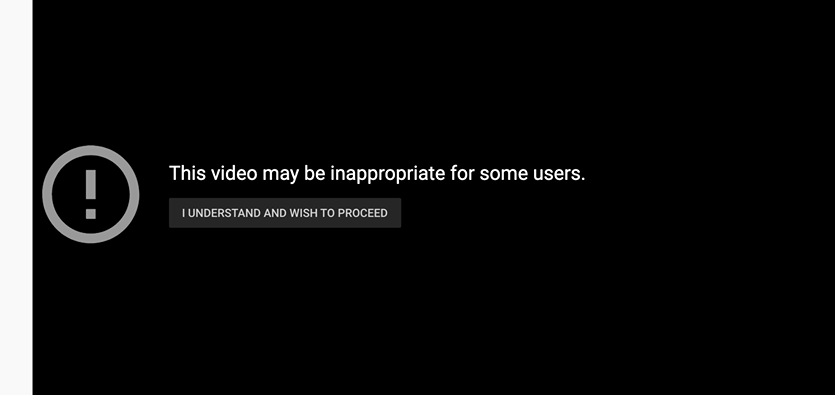 This video may be inappropriate for some users.
I UNDERSTAND AND WISH TO PROCEED